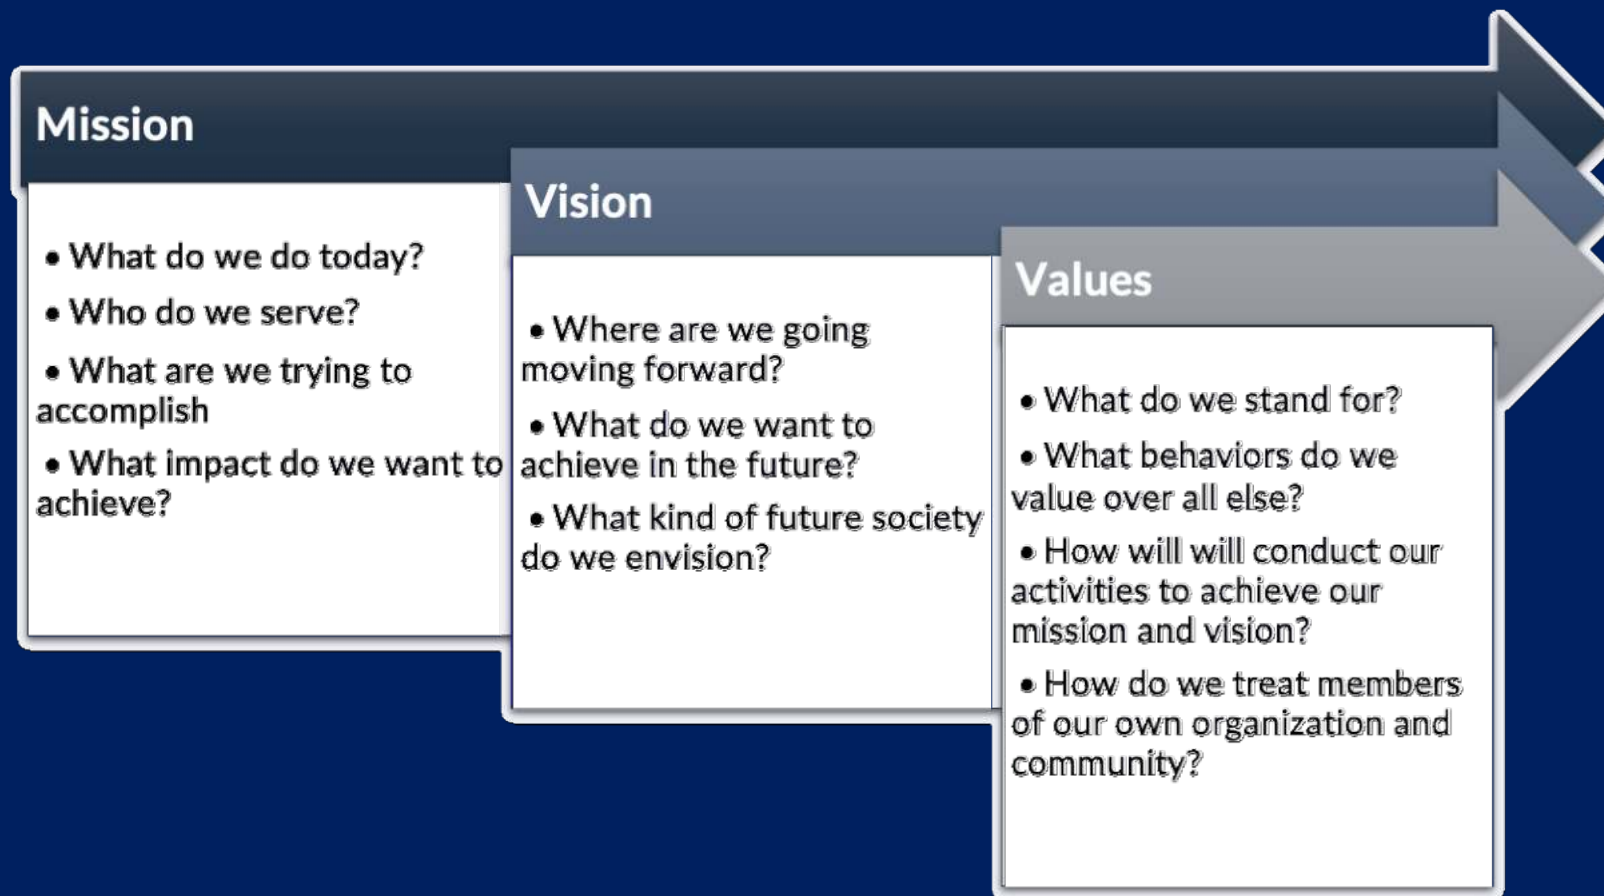 Mission
• What do we do today?
• Who do we serve?
• What are we trying to
accomplish
• What impact do we want to
achieve?
Vision
• Where are we going
moving forward?
• What do we want to
achieve in the future?
• What kind of future society
do we envision?
Values
• What do we stand for?
• What behaviors do we
value over all else?
• How will will conduct our
activities to achieve our
mission and vision?
• How do we treat members
of our own organization and
community?